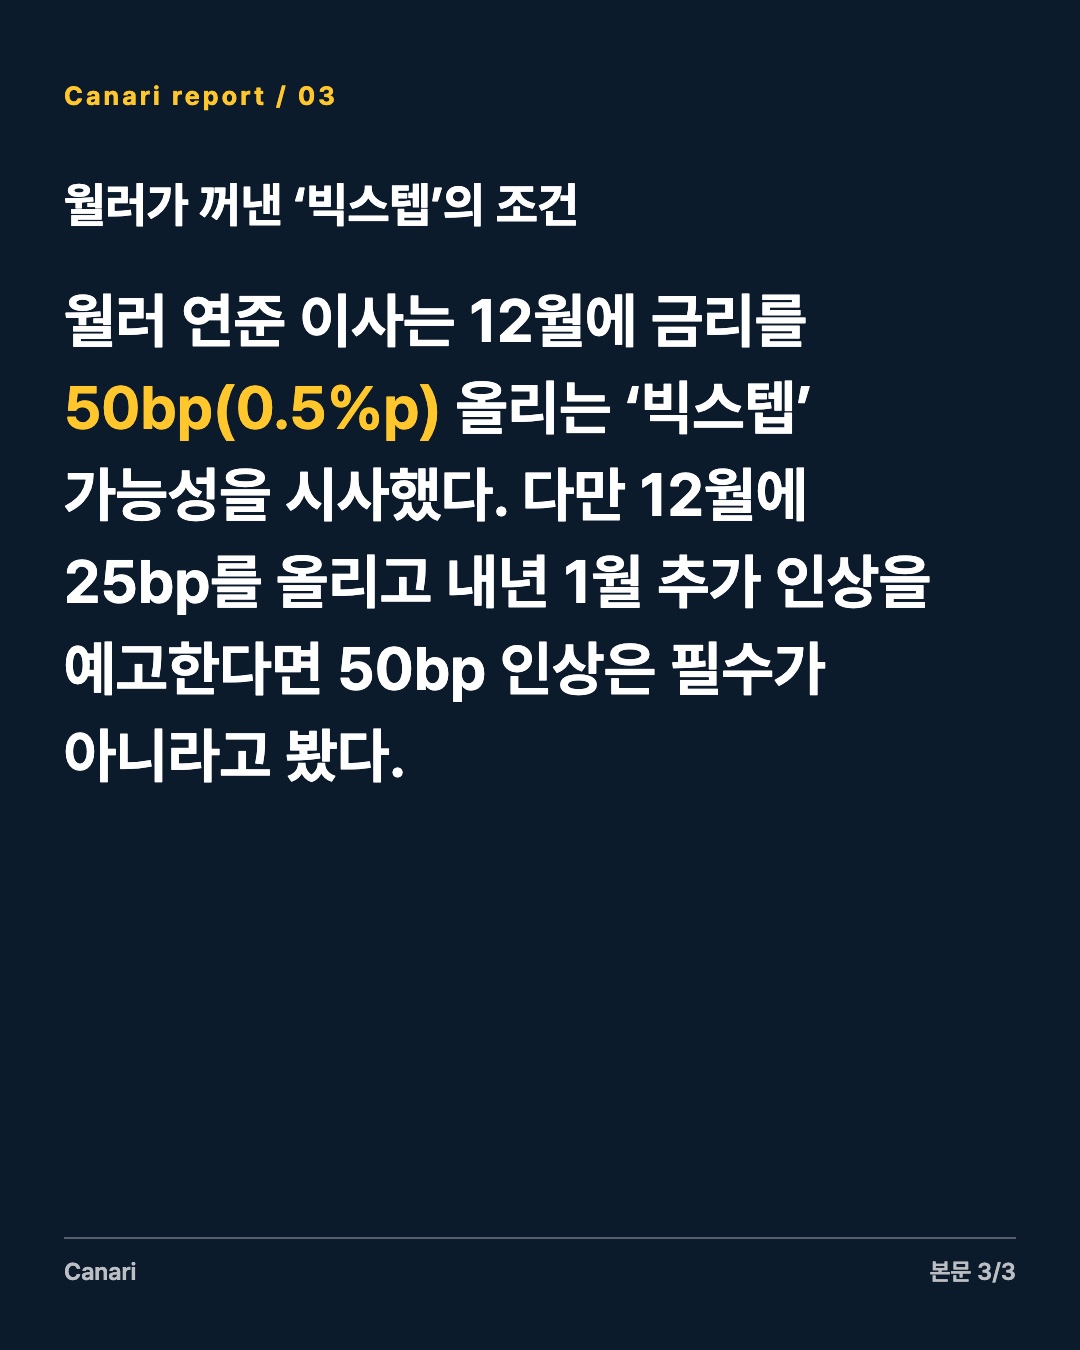 Canari report / 03
월러가 꺼낸 ‘빅스텝’의 조건
월러 연준 이사는 12월에 금리를
50bp(0.5%p) 올리는 ‘빅스텝’
가능성을 시사했다. 다만 12월에
25bp를 올리고 내년 1월 추가 인상을
예고한다면 50bp 인상은 필수가
아니라고 봤다.
Canari
본문 3/3